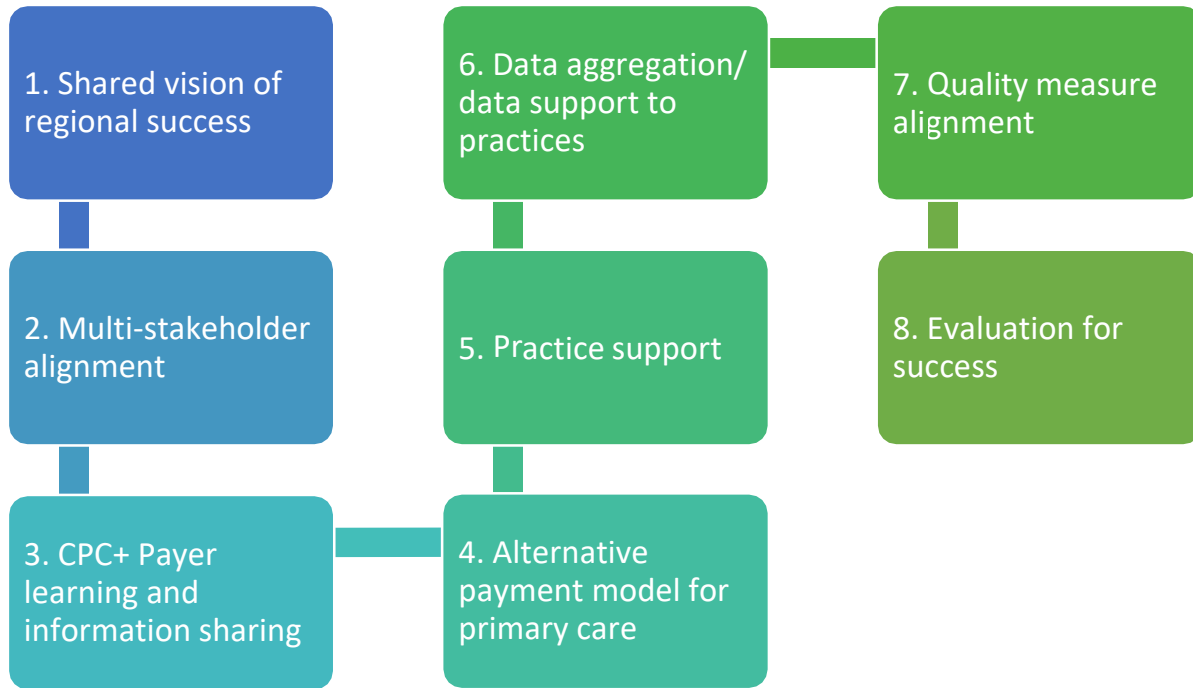 1. Shared vision of
regional success
2. Multi-stakeholder
alignment
3. CPC+ Payer
learning and
information sharing
4. Alternative
payment model for
primary care
5. Practice support
6. Data aggregation/
data support to
practices
7. Quality measure
alignment
8. Evaluation for
success